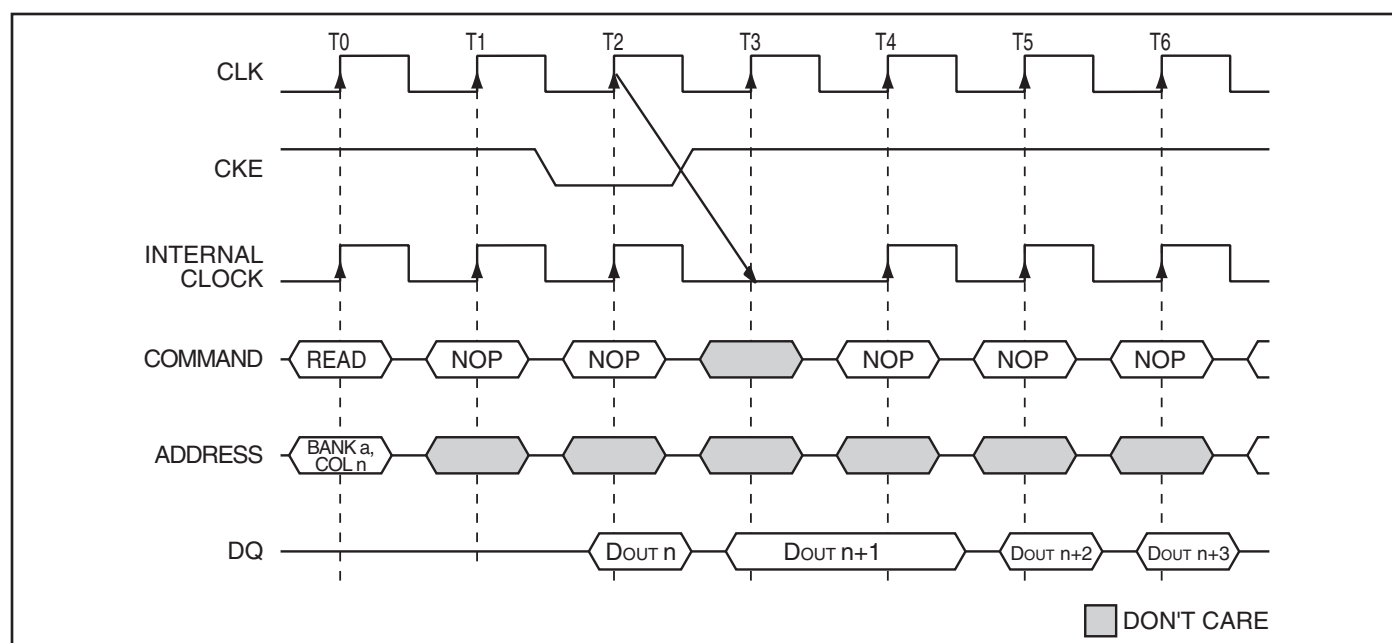 T0 T1 T2 T3 T4 T5 T6
CLK
CKE
INTERNAL
CLOCK
COMMAND READ NOP NOP NOP NOP NOP
ADDRESS BANK a,
COL n
DQ DOUT n DOUT n+1 DOUT n+2 DOUT n+3
DON'T CARE